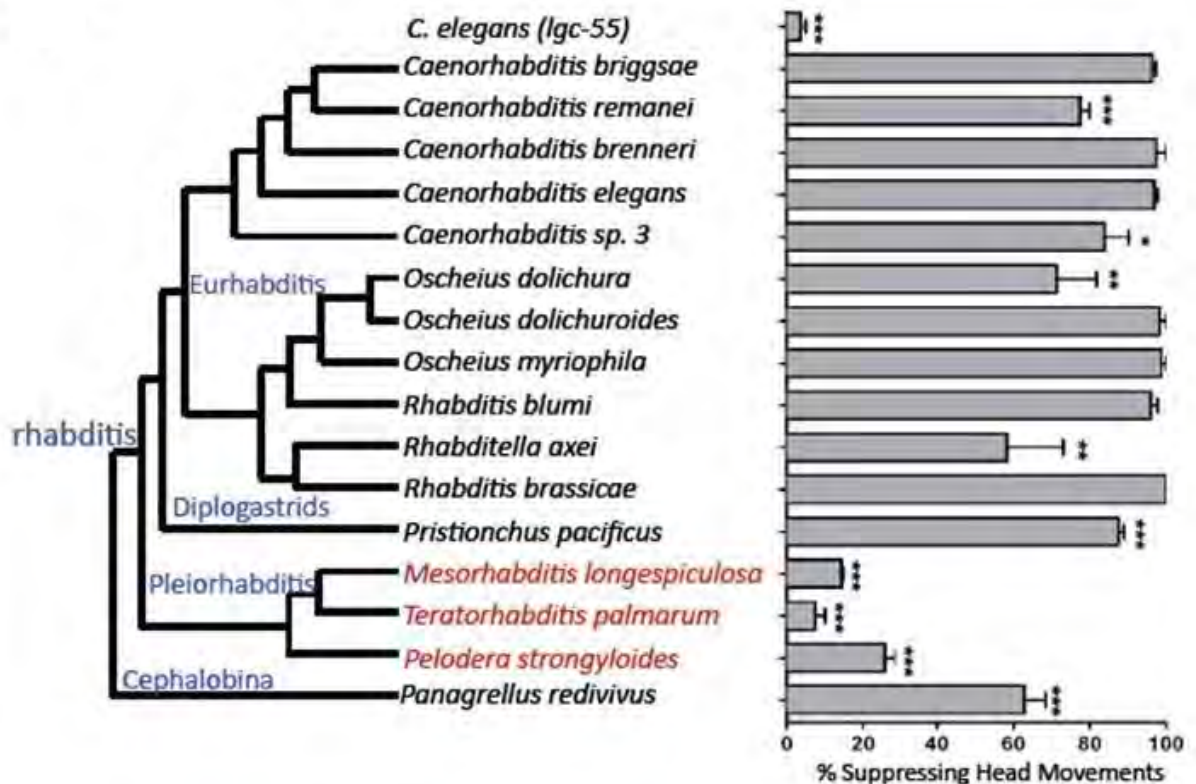 C. elegans (lgc-55) ***
Caenorhabditis briggsae
Caenorhabditis remanei ***
Caenorhabditis brenneri
Caenorhabditis elegans
Caenorhabditis sp. 3 *
Eurhabditis
Oscheius dolichura **
Oscheius dolichuroides
Oscheius myriophila
Rhabditis blumi
rhabditis
Rhabditella axei **
Rhabditis brassicae
Diplogastrids
Pristionchus pacificus ***
Pleiorhabditis
Mesorhabditis longespiculosa ***
Teratorhabditis palmarum ***
Pelodera strongyloides ***
Cephalobina
Panagrellus redivivus ***
0 20 40 60 80 100
% Suppressing Head Movements